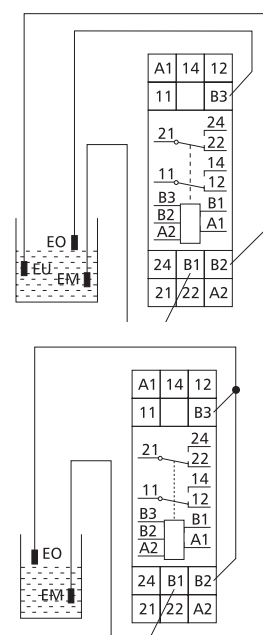 A1 14 12
11 B3
24
21 22
14
11 12
B3 B1
B2 A1
A2
EO
EU
EM
24 B1 B2
21 22 A2
A1 14 12
11 B3
24
21 22
14
11 12
B3 B1
B2 A1
A2
EO
EM
24 B1 B2
21 22 A2